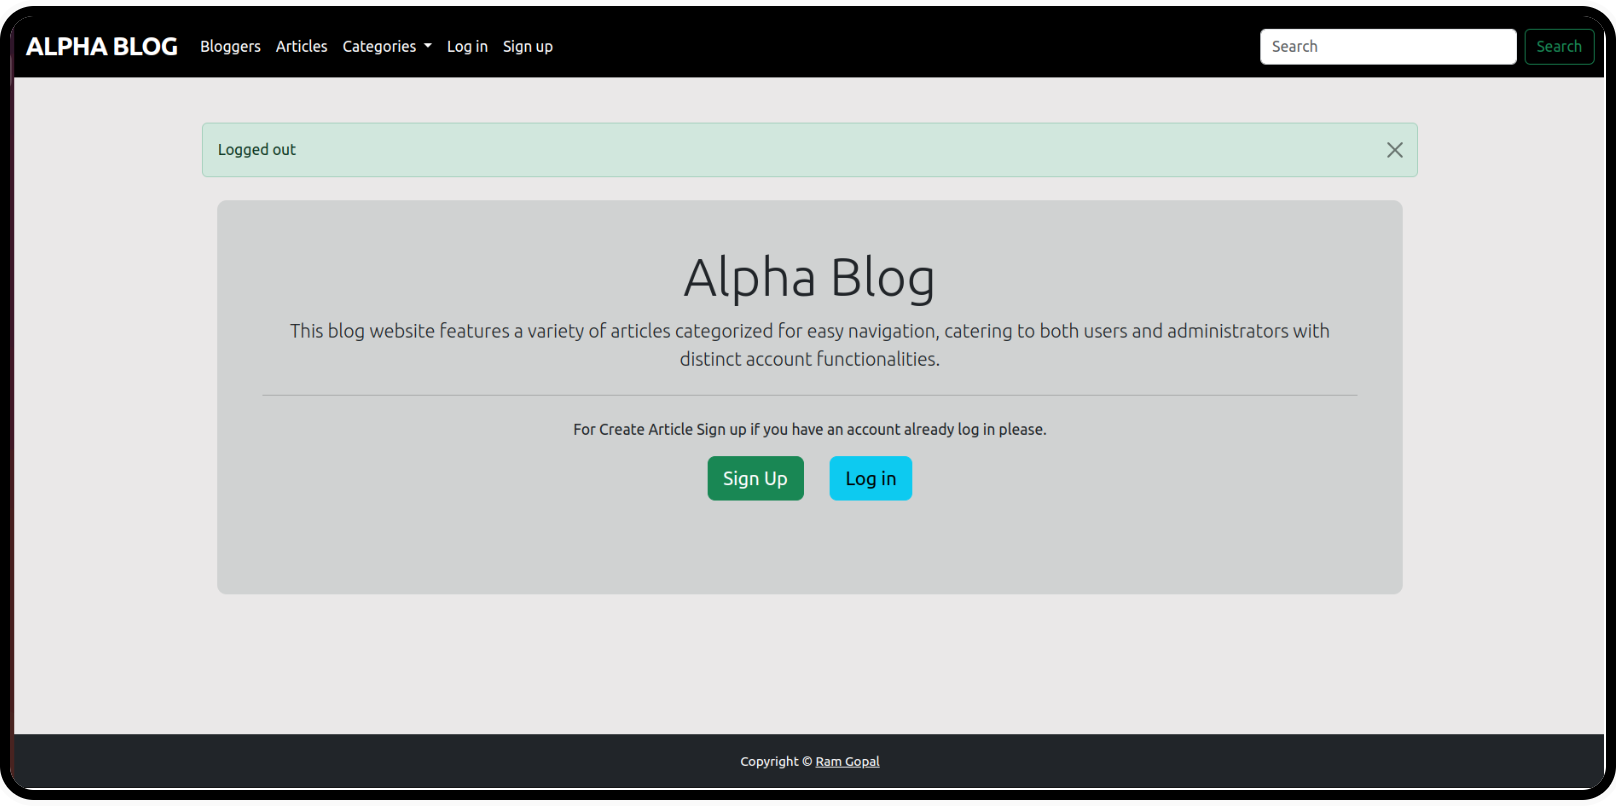 ALPHA BLOG Bloggers Articles Categories Log in Sign up Search Search
Logged out
Alpha Blog
This blog website features a variety of articles categorized for easy navigation, catering to both users and administrators with
distinct account functionalities.
For Create Article Sign up if you have an account already log in please.
Sign Up Log in
Copyright © Ram Gopal